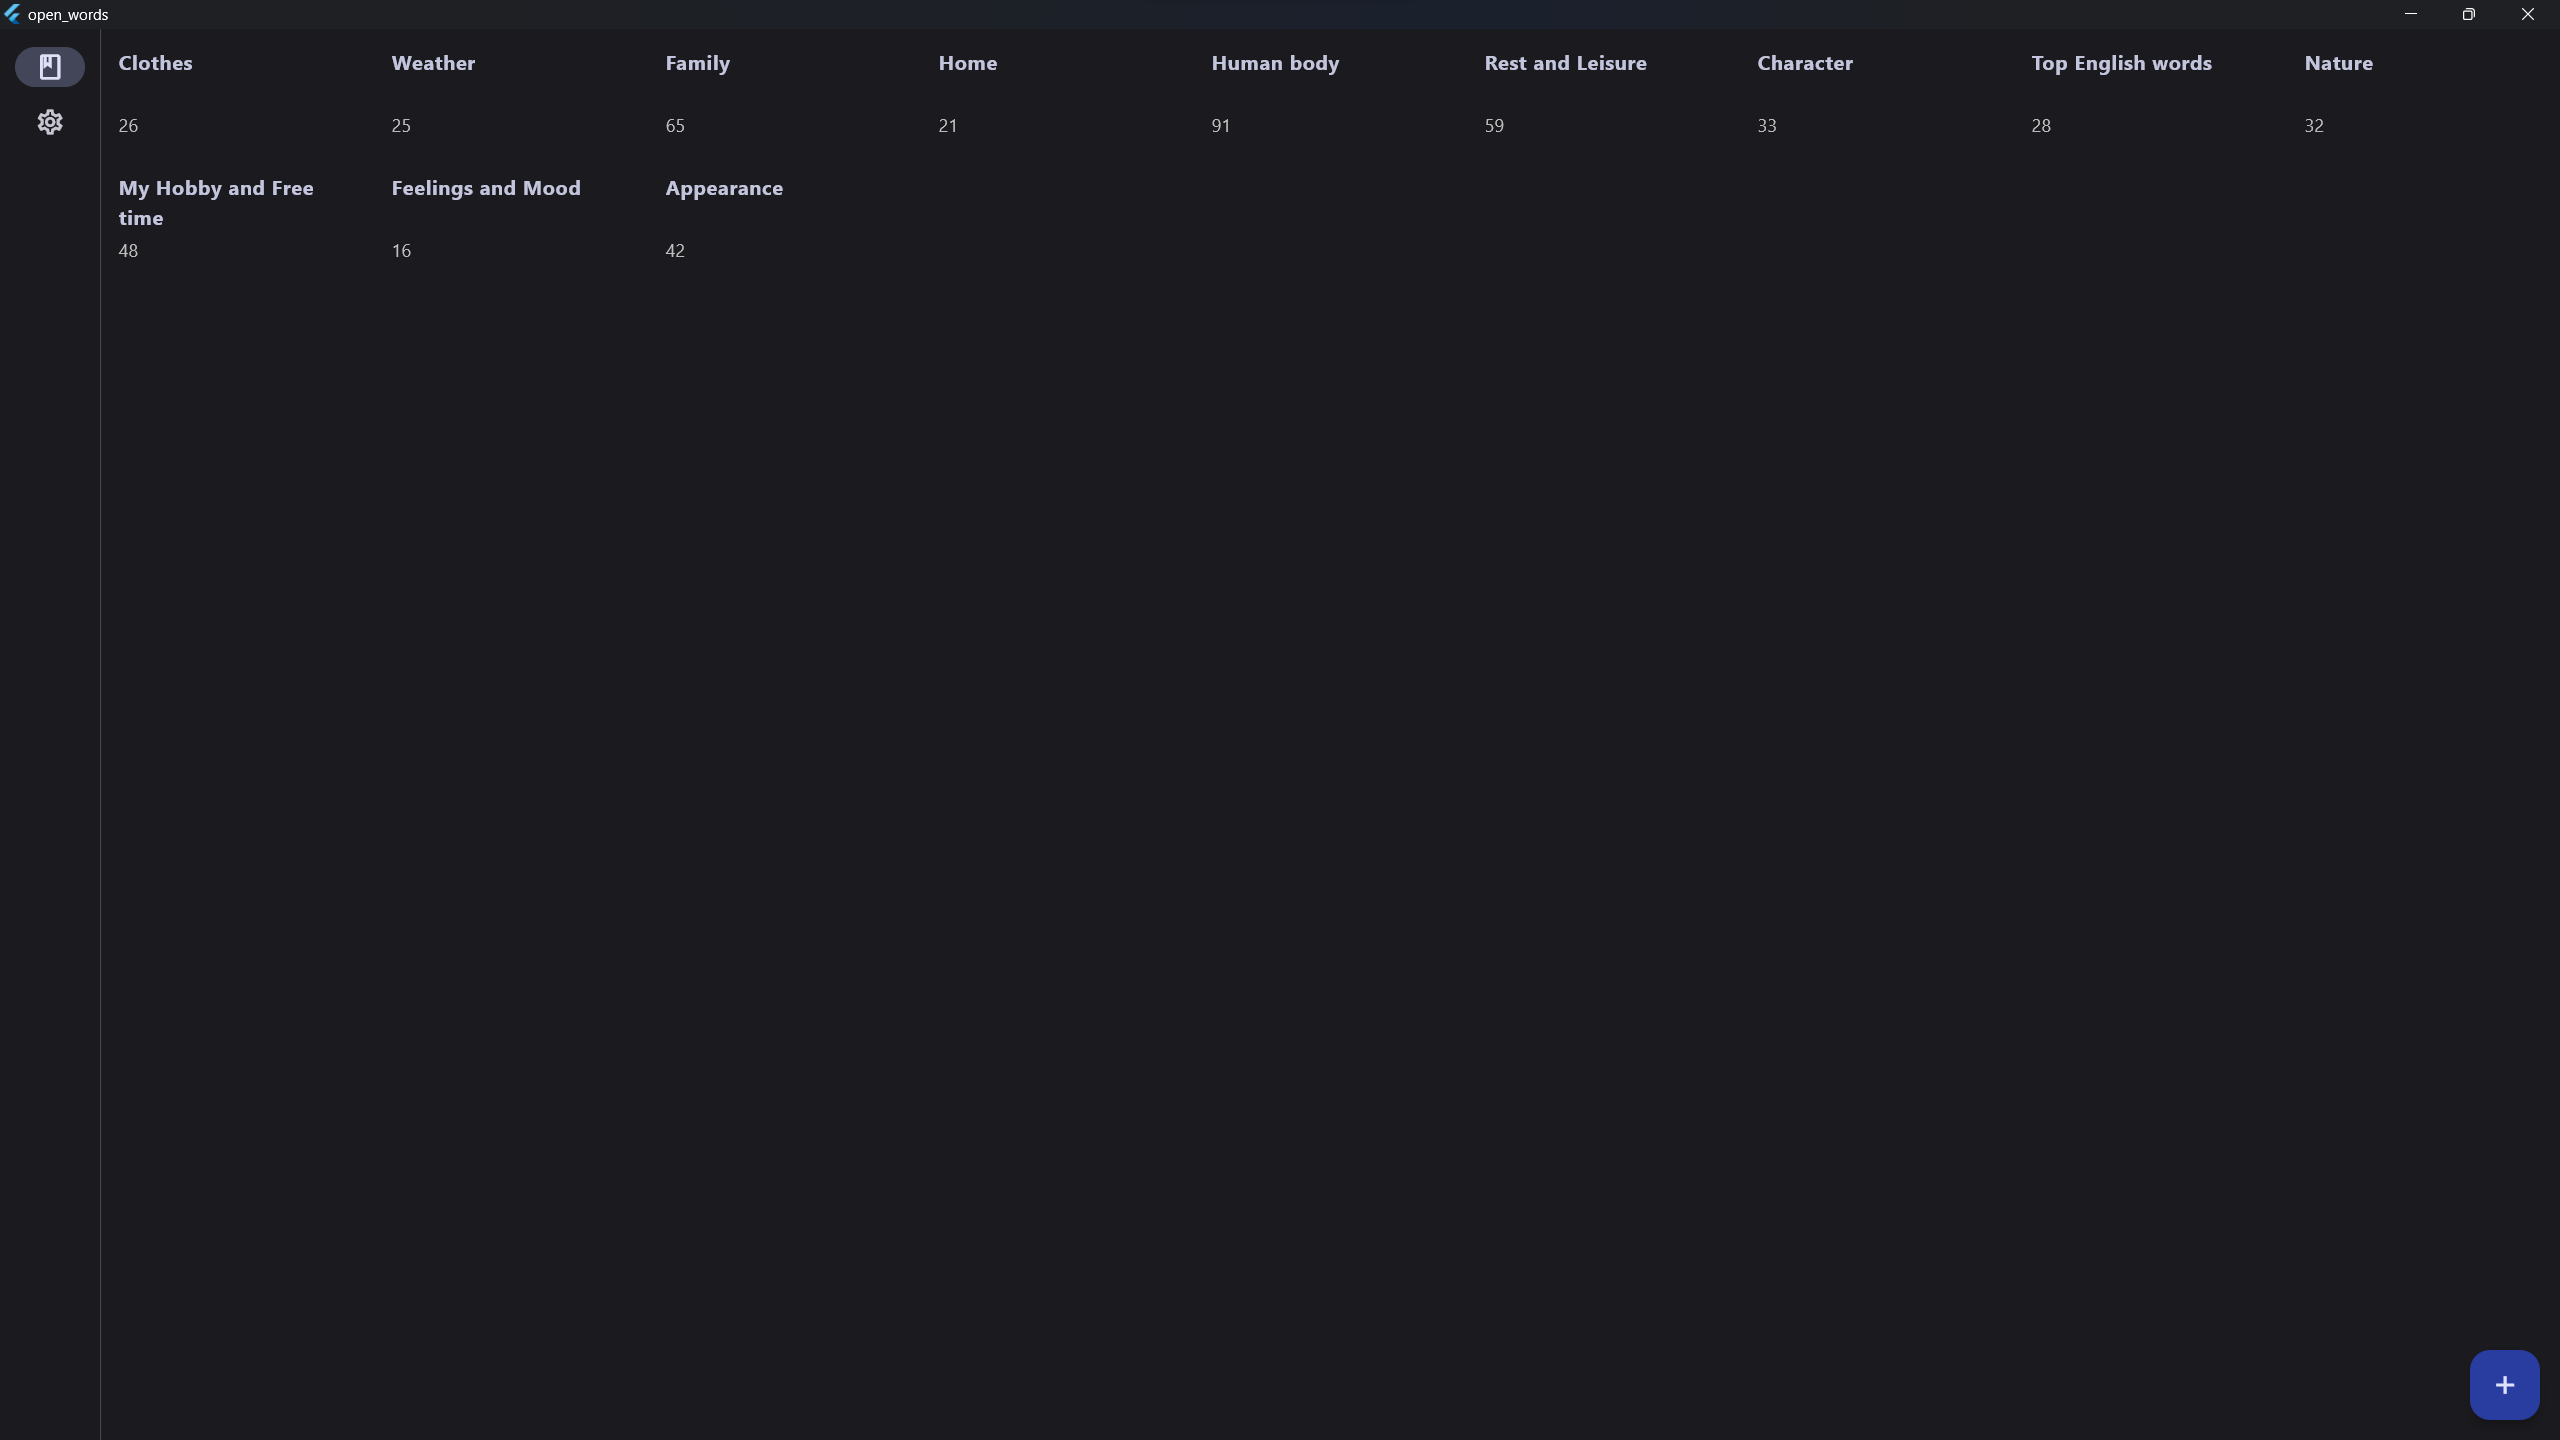 open_words
Clothes
Weather
Family
Home
Human body
Rest and Leisure
Character
Top English words
Nature
26
25
65
21
91
59
33
28
32
My Hobby and Free
time
Feelings and Mood
Appearance
48
16
42